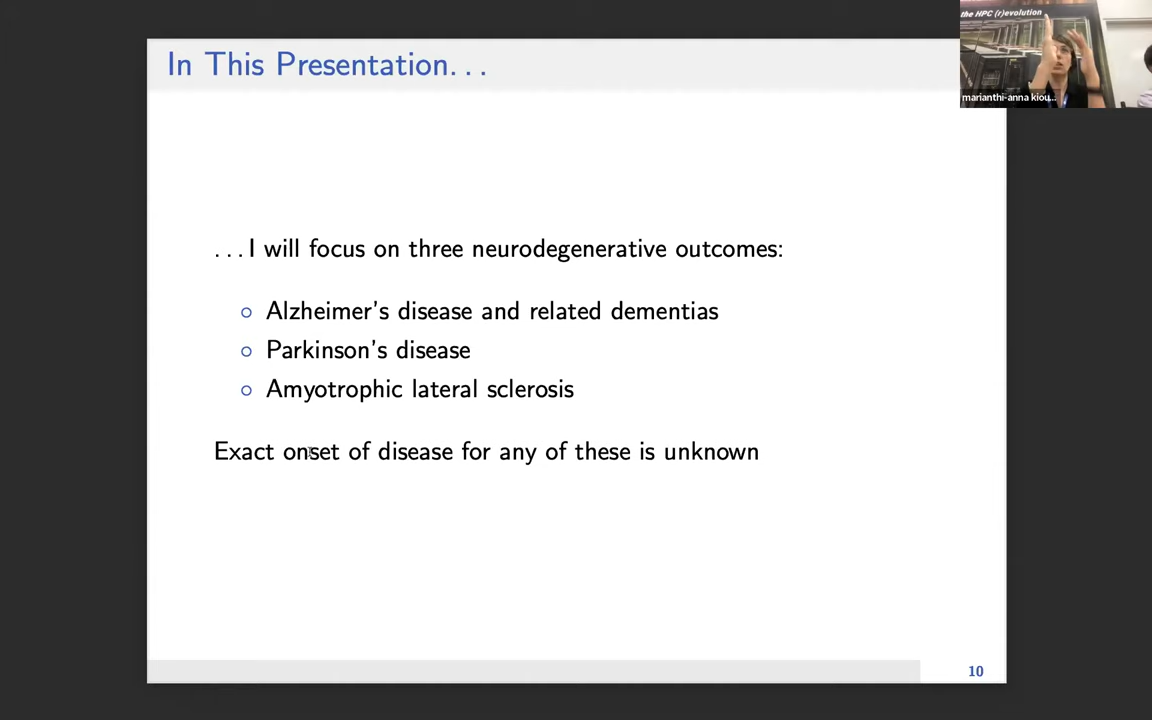 In This Presentation...
the HPC (r)evolution
marianthi-anna kiou...
...I will focus on three neurodegenerative outcomes:
○ Alzheimer's disease and related dementias
○ Parkinson's disease
○ Amyotrophic lateral sclerosis
Exact onset of disease for any of these is unknown
10